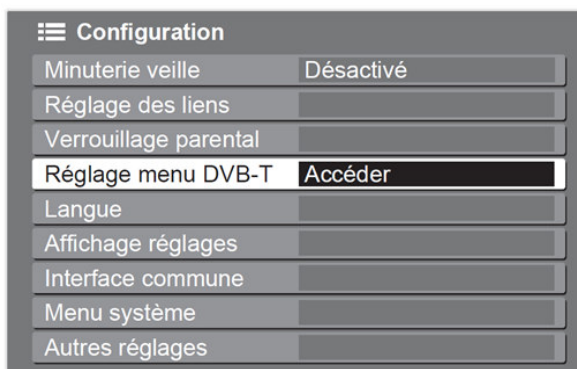 Configuration
Minuterie veille Désactivé
Réglage des liens
Verrouillage parental
Réglage menu DVB-T Accéder
Langue
Affichage réglages
Interface commune
Menu système
Autres réglages